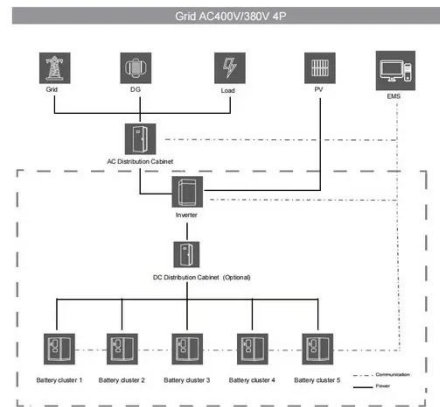 Grid AC400V/380V 4P
Grid
DG
Load
PV
EMS
AC Distribution Cabinet
Inverter
DC Distribution Cabinet (Optional)
Battery cluster 1
Battery cluster 2
Battery cluster 3
Battery cluster 4
Battery cluster 5
Communication
Power